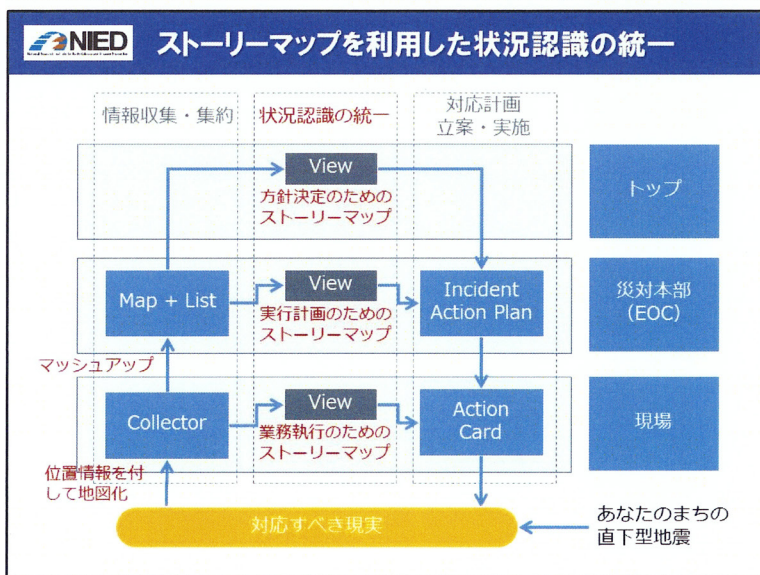 NIED
ストーリーマップを利用した状況認識の統一
情報収集・集約
状況認識の統一
対応計画
立案・実施
View
方針決定のための
ストーリーマップ
トップ
Map + List
View
実行計画のための
ストーリーマップ
Incident
Action Plan
災対本部
(EOC)
マッシュアップ
Collector
View
業務執行のための
ストーリーマップ
Action
Card
現場
位置情報を付
して地図化
対応すべき現実
あなたのまちの
直下型地震